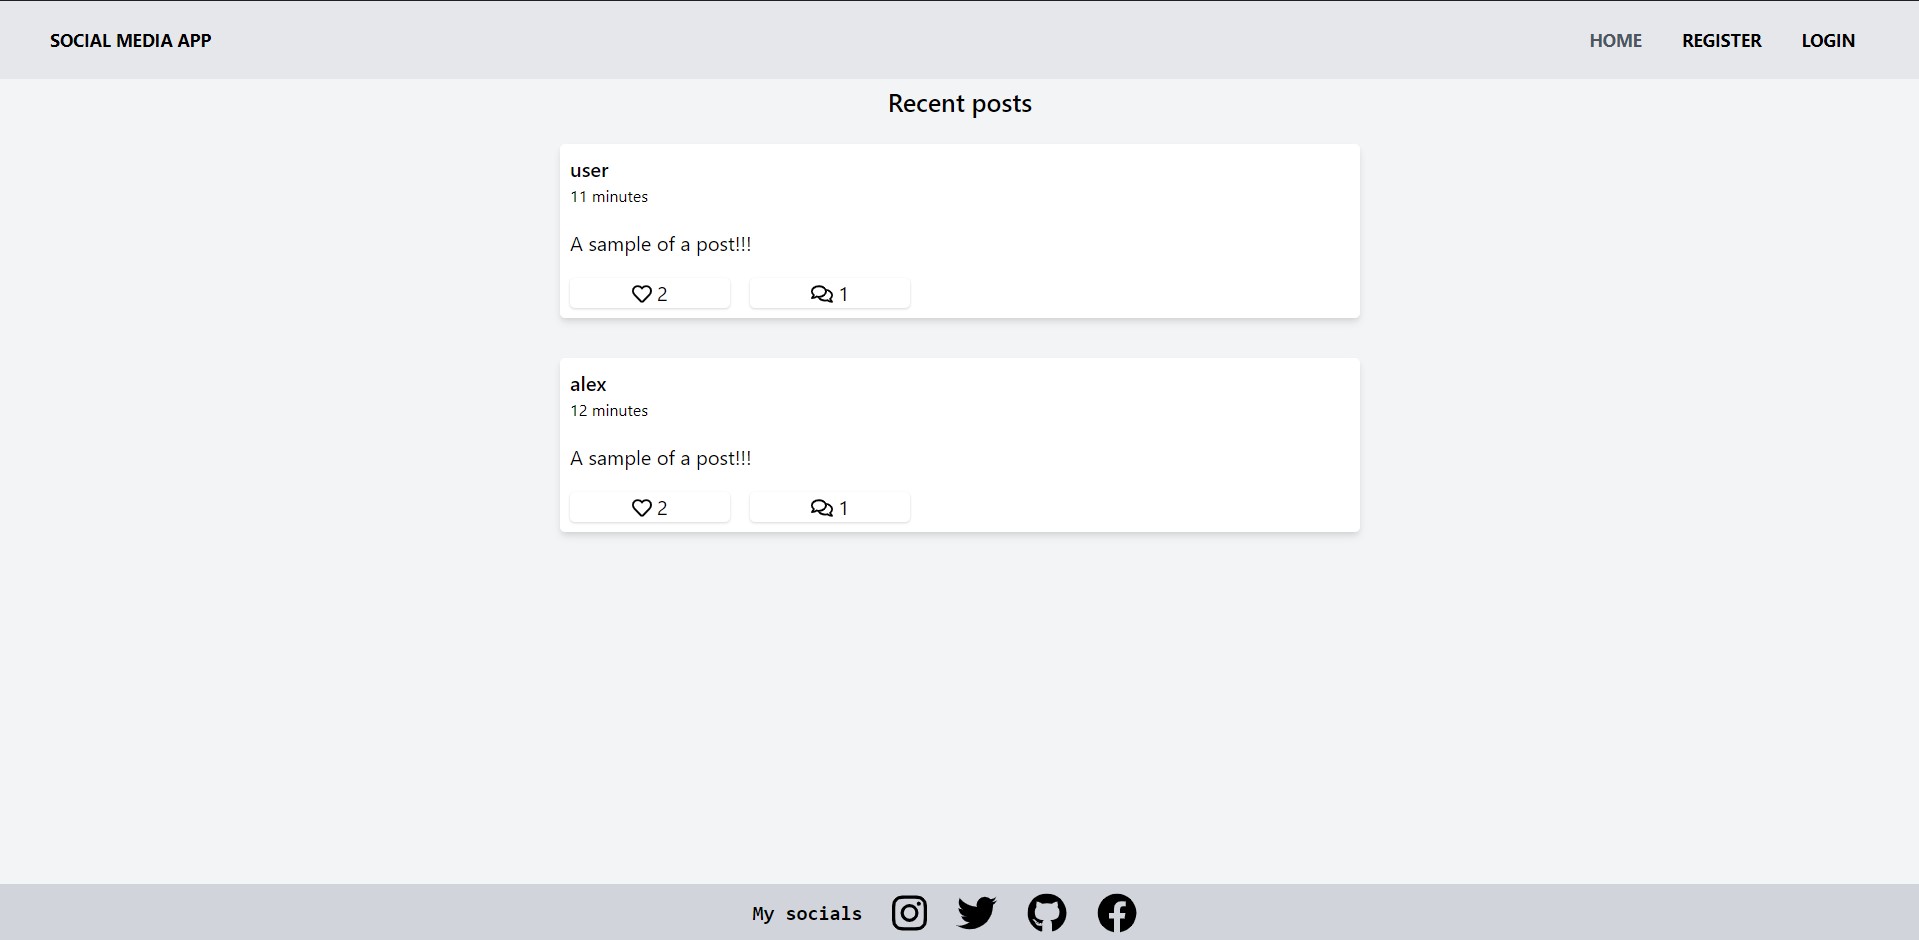 SOCIAL MEDIA APP
HOME REGISTER LOGIN
Recent posts
user
11 minutes
A sample of a post!!!
2 1
alex
12 minutes
A sample of a post!!!
2 1
My socials